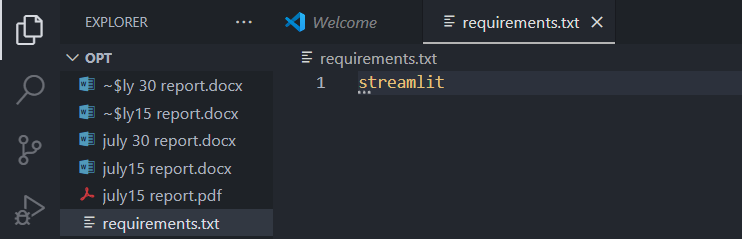 EXPLORER
OPT
~$ly 30 report.docx
~$ly15 report.docx
july 30 report.docx
july15 report.docx
july15 report.pdf
requirements.txt
Welcome
requirements.txt
requirements.txt
1 streamlit